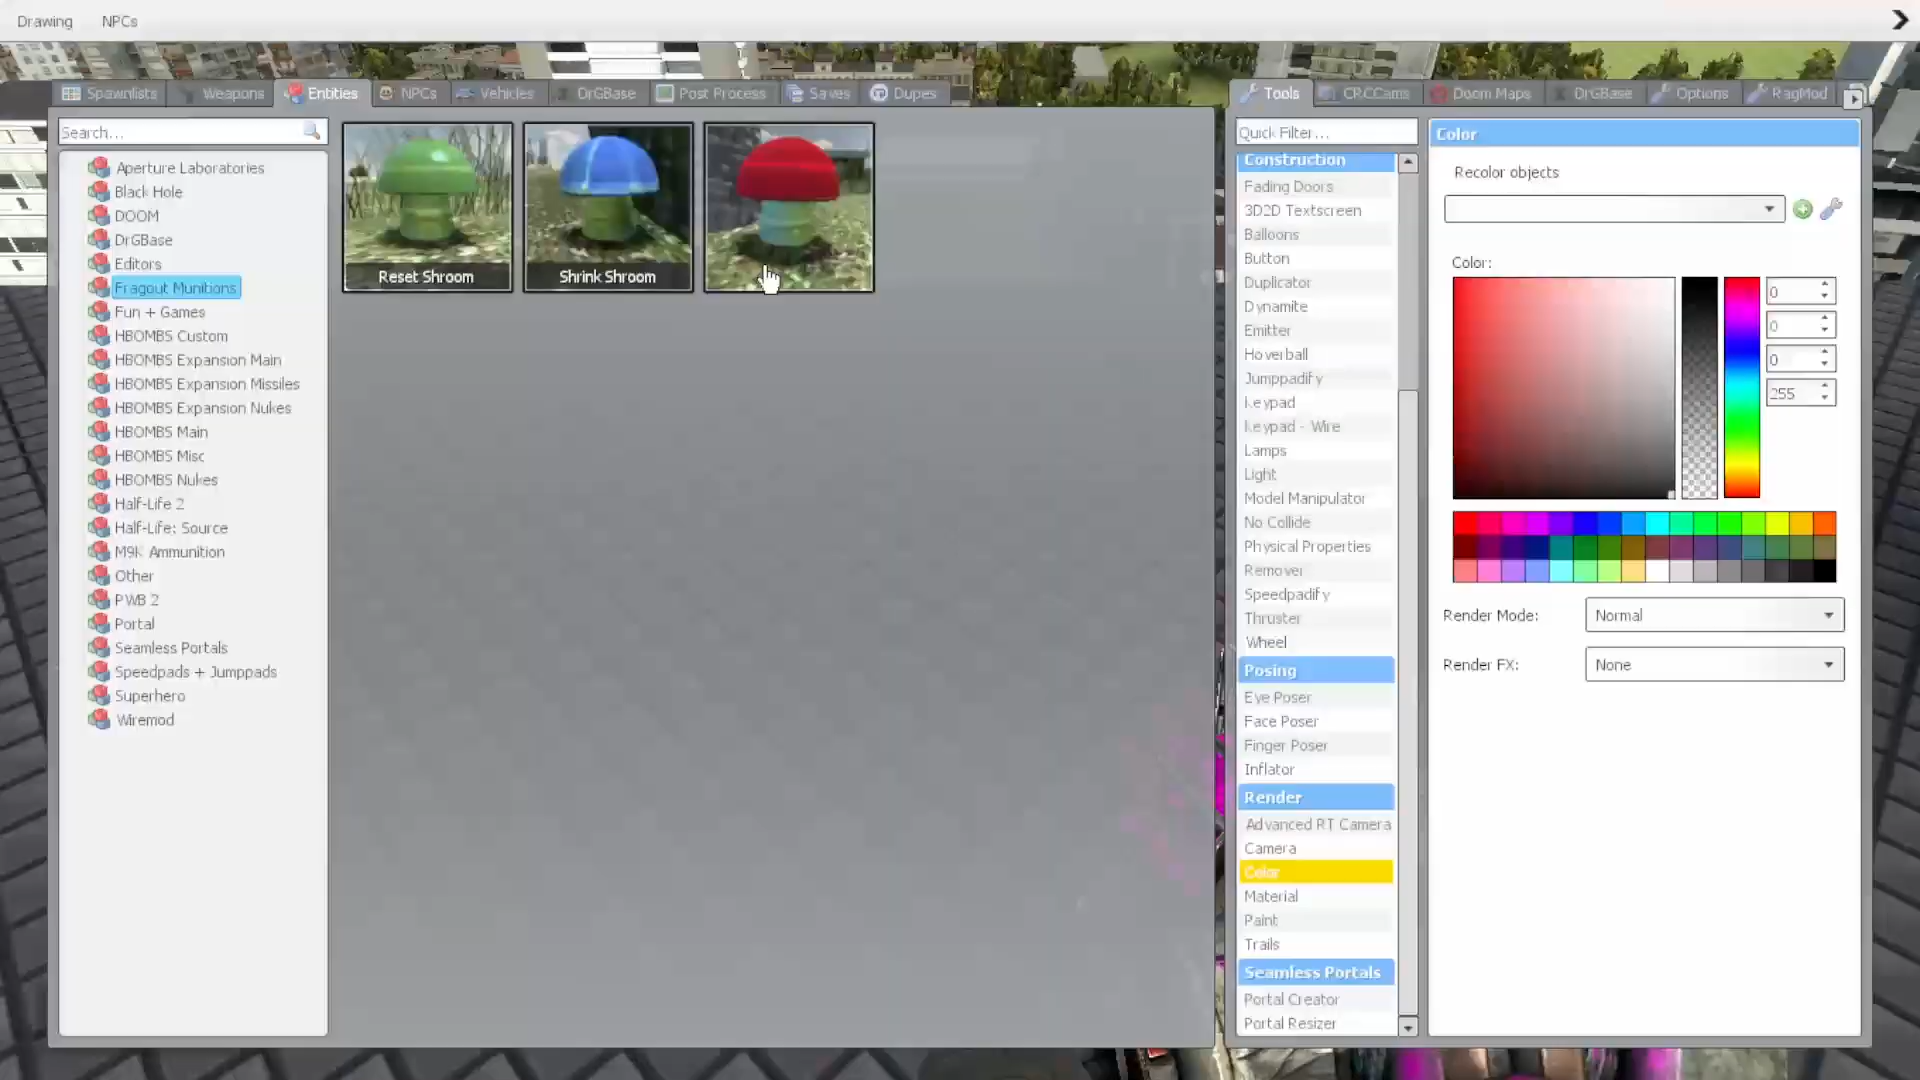 Drawing NPCs
Spawnlists Weapons Entities NPCs Vehicles DrGBase Post Process Saves Dupes
Tools CRCCams Doom Maps DrGBase Options RagMod
Search...
Aperture Laboratories
Black Hole
DOOM
DrGBase
Editors
Fragout Munitions
Fun + Games
HBOMBS Custom
HBOMBS Expansion Main
HBOMBS Expansion Missiles
HBOMBS Expansion Nukes
HBOMBS Main
HBOMBS Misc
HBOMBS Nukes
Half-Life 2
Half-Life: Source
M9K Ammunition
Other
PWB 2
Portal
Seamless Portals
Speedpads + Jumppads
Superhero
Wiremod
Reset Shroom
Shrink Shroom
Quick Filter...
Construction
Fading Doors
3D2D Textscreen
Balloons
Button
Duplicator
Dynamite
Emitter
Hoverball
Jumppadify
Keypad
Keypad - Wire
Lamps
Light
Model Manipulator
No Collide
Physical Properties
Remover
Speedpadify
Thruster
Wheel
Posing
Eye Poser
Face Poser
Finger Poser
Inflator
Render
Advanced RT Camera
Camera
Color
Material
Paint
Trails
Seamless Portals
Portal Creator
Portal Resizer
Color
Recolor objects
Color:
0
0
0
255
Render Mode: Normal
Render FX: None